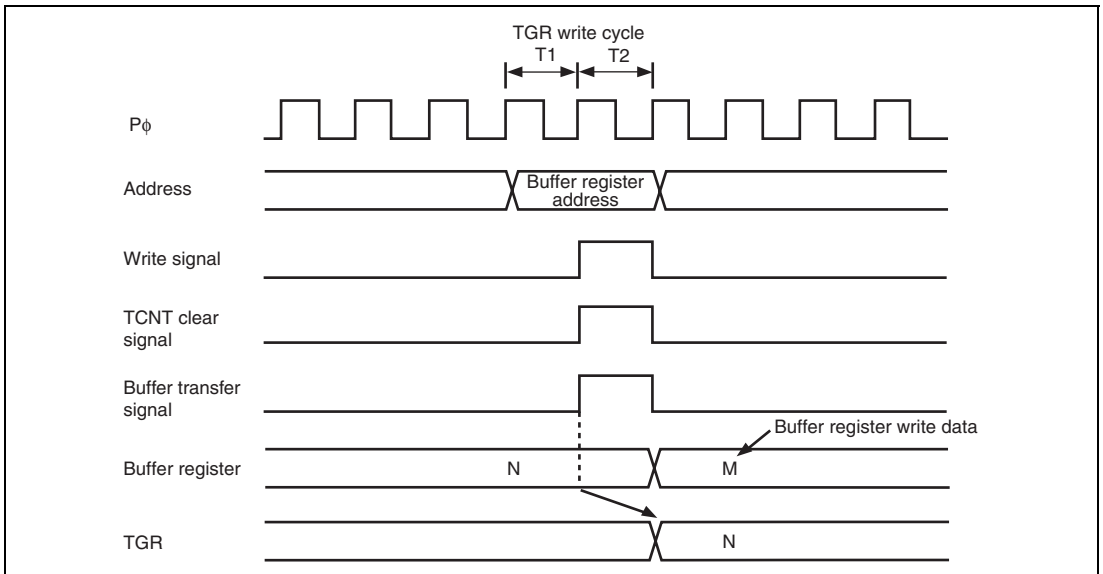 TGR write cycle
T1 T2
Pφ
Address
Buffer register
address
Write signal
TCNT clear
signal
Buffer transfer
signal
Buffer register write data
Buffer register
N M
TGR
N